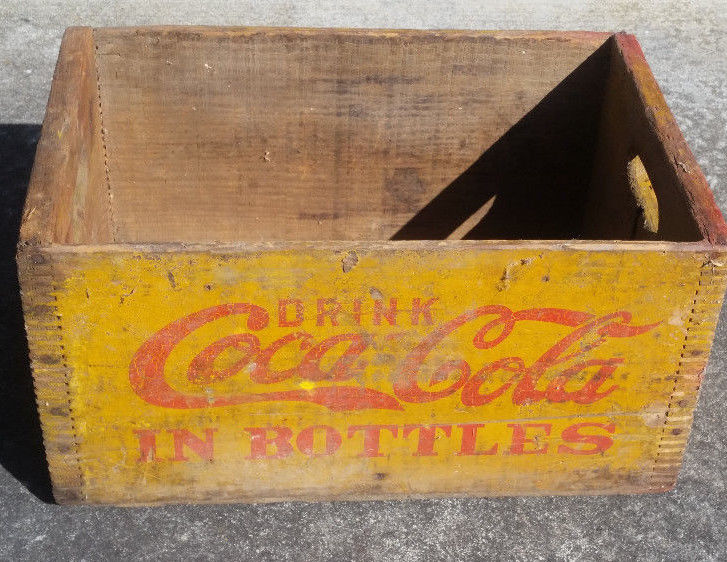 DRINK
Coca-Cola
IN BOTTLES